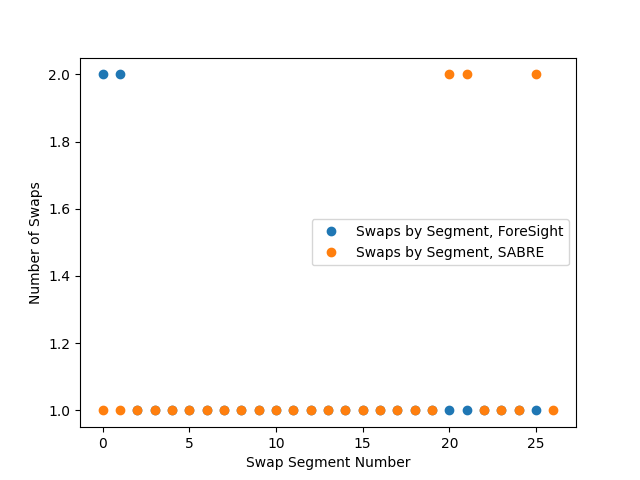 2.0
1.8
1.6
1.4
1.2
1.0
Number of Swaps
Swaps by Segment, ForeSight
Swaps by Segment, SABRE
0 5 10 15 20 25
Swap Segment Number